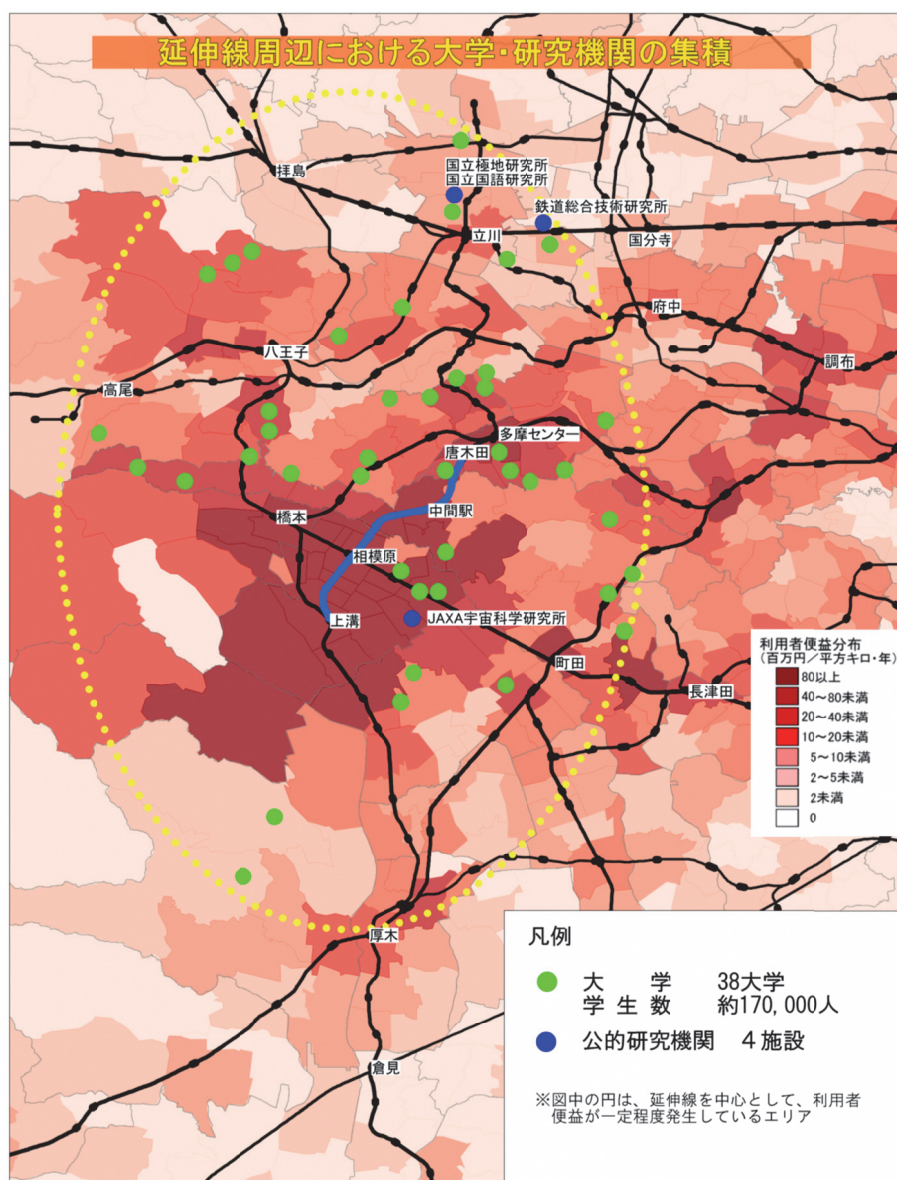 延伸線周辺における大学・研究機関の集積
拝島
国立極地研究所
国立国語研究所
鉄道総合技術研究所
立川
国分寺
府中
八王子
調布
高尾
多摩センター
唐木田
橋本
中間駅
相模原
上溝
JAXA宇宙科学研究所
町田
長津田
利用者便益分布
(百万円/平方キロ・年)
80以上
40~80未満
20~40未満
10~20未満
5~10未満
2~5未満
2未満
0
厚木
倉見
凡例
大　学　38大学
学生数　約170,000人
公的研究機関　4施設
※図中の円は、延伸線を中心として、利用者
便益が一定程度発生しているエリア